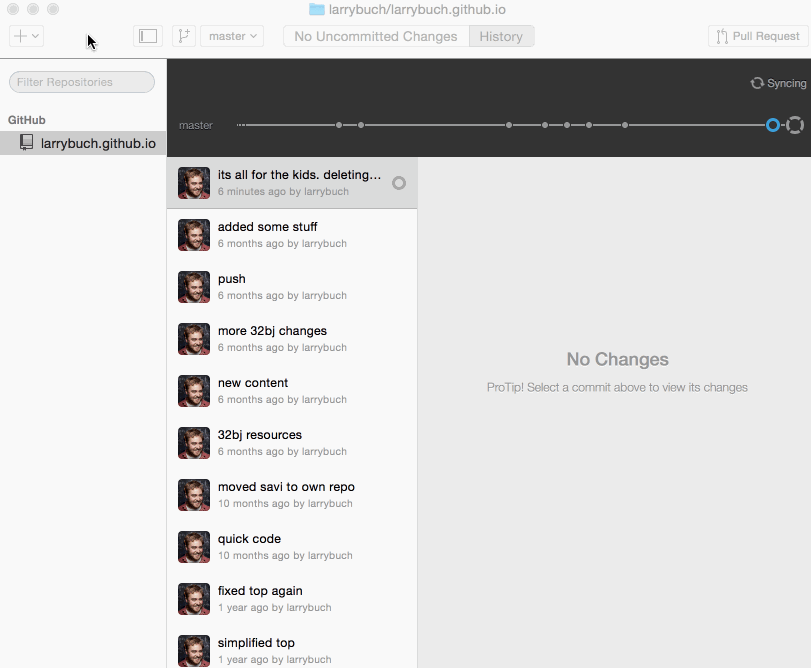 larrybuch/larrybuch.github.io
master
No Uncommitted Changes
History
Pull Request
Filter Repositories
GitHub
larrybuch.github.io
Syncing
master
its all for the kids. deleting...
6 minutes ago by larrybuch
added some stuff
6 months ago by larrybuch
push
6 months ago by larrybuch
more 32bj changes
6 months ago by larrybuch
new content
6 months ago by larrybuch
32bj resources
6 months ago by larrybuch
moved savi to own repo
10 months ago by larrybuch
quick code
10 months ago by larrybuch
fixed top again
1 year ago by larrybuch
simplified top
1 year ago by larrybuch
No Changes
ProTip! Select a commit above to view its changes